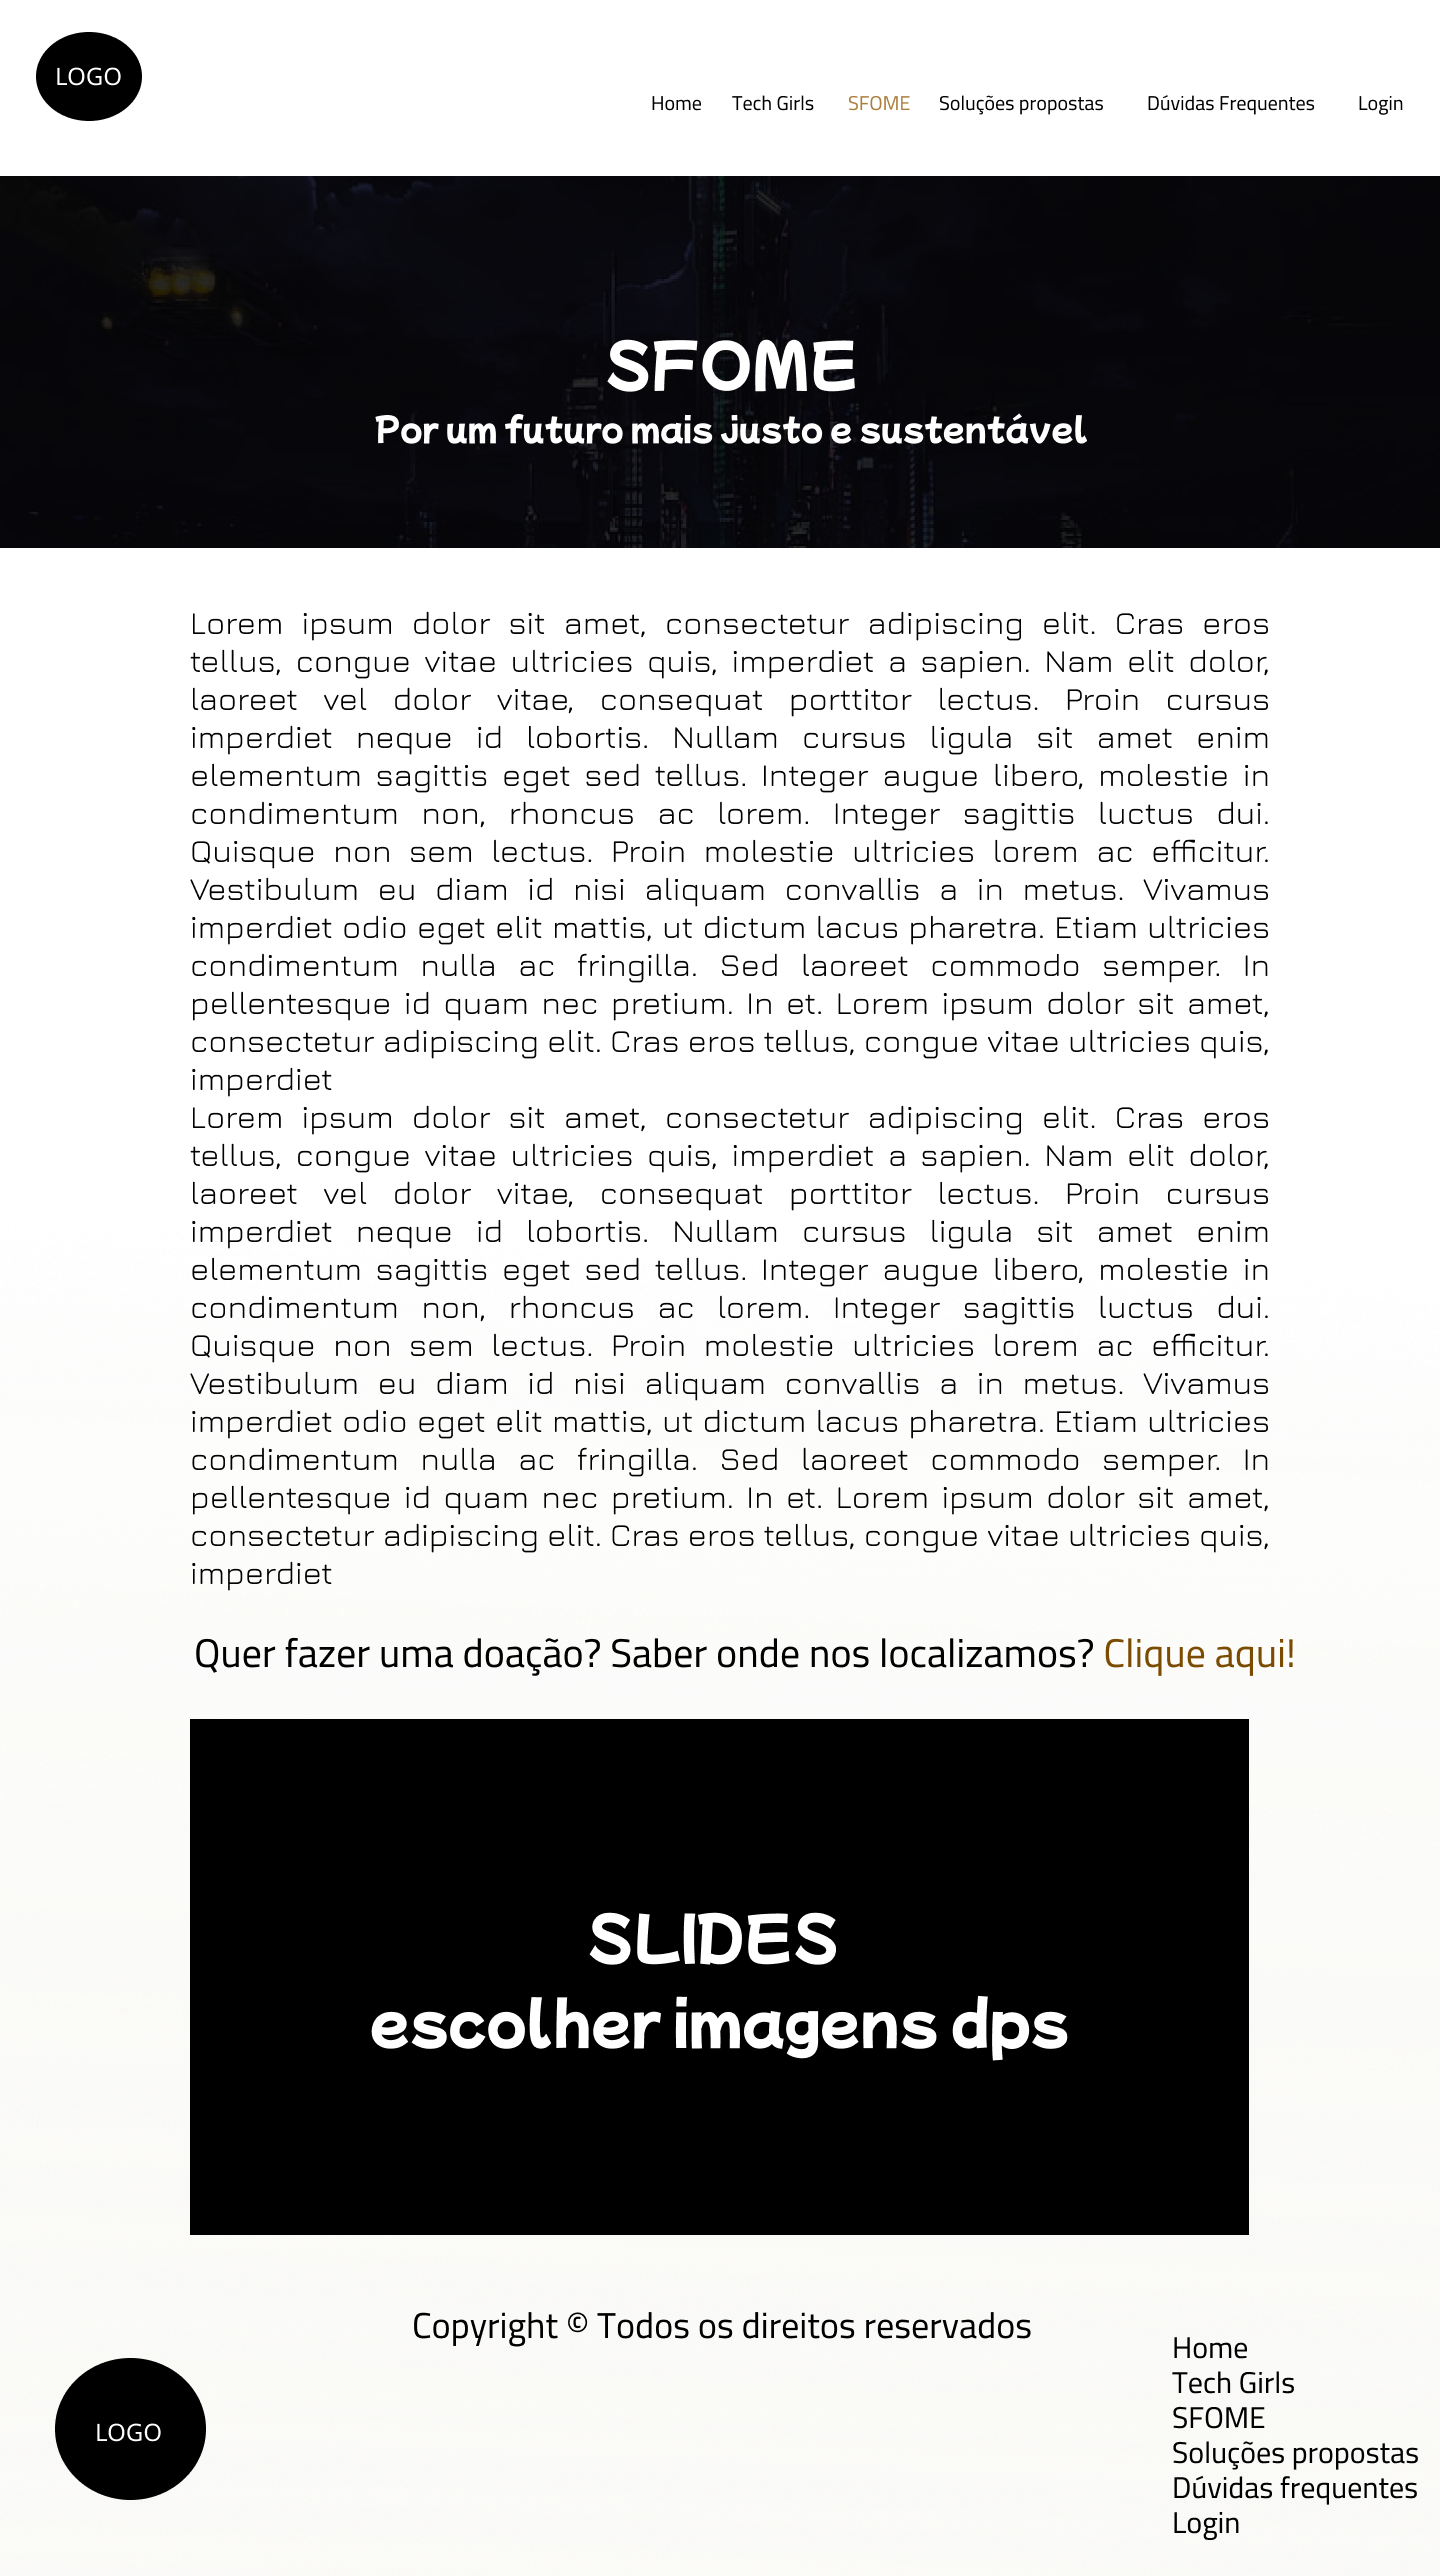 LOGO
Home Tech Girls SFOME Soluções propostas Dúvidas Frequentes Login
SFOME
Por um futuro mais justo e sustentável
Lorem ipsum dolor sit amet, consectetur adipiscing elit. Cras eros
tellus, congue vitae ultricies quis, imperdiet a sapien. Nam elit dolor,
laoreet vel dolor vitae, consequat porttitor lectus. Proin cursus
imperdiet neque id lobortis. Nullam cursus ligula sit amet enim
elementum sagittis eget sed tellus. Integer augue libero, molestie in
condimentum non, rhoncus ac lorem. Integer sagittis luctus dui.
Quisque non sem lectus. Proin molestie ultricies lorem ac efficitur.
Vestibulum eu diam id nisi aliquam convallis a in metus. Vivamus
imperdiet odio eget elit mattis, ut dictum lacus pharetra. Etiam ultricies
condimentum nulla ac fringilla. Sed laoreet commodo semper. In
pellentesque id quam nec pretium. In et. Lorem ipsum dolor sit amet,
consectetur adipiscing elit. Cras eros tellus, congue vitae ultricies quis,
imperdiet
Lorem ipsum dolor sit amet, consectetur adipiscing elit. Cras eros
tellus, congue vitae ultricies quis, imperdiet a sapien. Nam elit dolor,
laoreet vel dolor vitae, consequat porttitor lectus. Proin cursus
imperdiet neque id lobortis. Nullam cursus ligula sit amet enim
elementum sagittis eget sed tellus. Integer augue libero, molestie in
condimentum non, rhoncus ac lorem. Integer sagittis luctus dui.
Quisque non sem lectus. Proin molestie ultricies lorem ac efficitur.
Vestibulum eu diam id nisi aliquam convallis a in metus. Vivamus
imperdiet odio eget elit mattis, ut dictum lacus pharetra. Etiam ultricies
condimentum nulla ac fringilla. Sed laoreet commodo semper. In
pellentesque id quam nec pretium. In et. Lorem ipsum dolor sit amet,
consectetur adipiscing elit. Cras eros tellus, congue vitae ultricies quis,
imperdiet
Quer fazer uma doação? Saber onde nos localizamos? Clique aqui!
SLIDES
escolher imagens dps
Copyright © Todos os direitos reservados
LOGO
Home
Tech Girls
SFOME
Soluções propostas
Dúvidas frequentes
Login